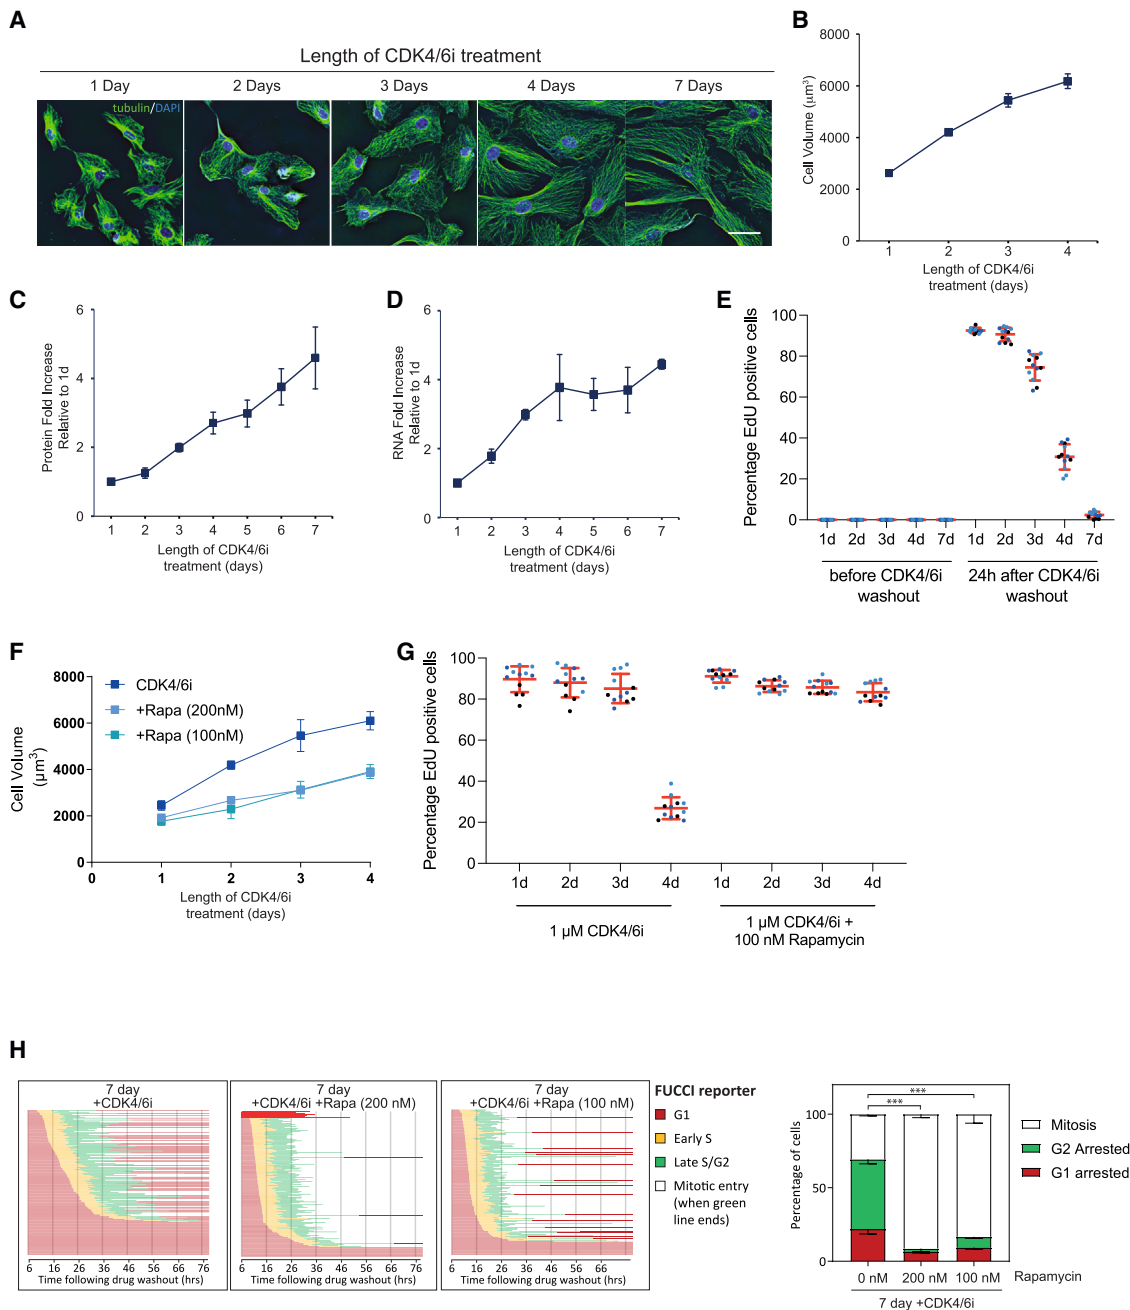 A
Length of CDK4/6i treatment
1 Day
2 Days
3 Days
4 Days
7 Days
tubulin/DAPI
B
Cell Volume (µm³)
8000
6000
4000
2000
0
1
2
3
4
Length of CDK4/6i
treatment (days)
C
Protein Fold Increase
Relative to 1d
6
4
2
0
1 2 3 4 5 6 7
Length of CDK4/6i
treatment (days)
D
RNA Fold Increase
Relative to 1d
6
4
2
0
1 2 3 4 5 6 7
Length of CDK4/6i
treatment (days)
E
Percentage EdU positive cells
100
80
60
40
20
0
1d 2d 3d 4d 7d
1d 2d 3d 4d 7d
before CDK4/6i
washout
24h after CDK4/6i
washout
F
Cell Volume
(µm³)
8000
6000
4000
2000
0
CDK4/6i
+Rapa (200nM)
+Rapa (100nM)
0 1 2 3 4
Length of CDK4/6i
treatment (days)
G
Percentage EdU positive cells
100
80
60
40
20
0
1d 2d 3d 4d
1d 2d 3d 4d
1 µM CDK4/6i
1 µM CDK4/6i +
100 nM Rapamycin
H
7 day
+CDK4/6i
6 16 26 36 46 56 66 76
Time following drug washout (hrs)
7 day
+CDK4/6i +Rapa (200 nM)
6 16 26 36 46 56 66 76
Time following drug washout (hrs)
7 day
+CDK4/6i +Rapa (100 nM)
6 16 26 36 46 56 66
Time following drug washout (hrs)
FUCCI reporter
G1
Early S
Late S/G2
Mitotic entry
(when green
line ends)
Percentage of cells
100
50
0
***
***
Mitosis
G2 Arrested
G1 arrested
0 nM 200 nM 100 nM Rapamycin
7 day +CDK4/6i